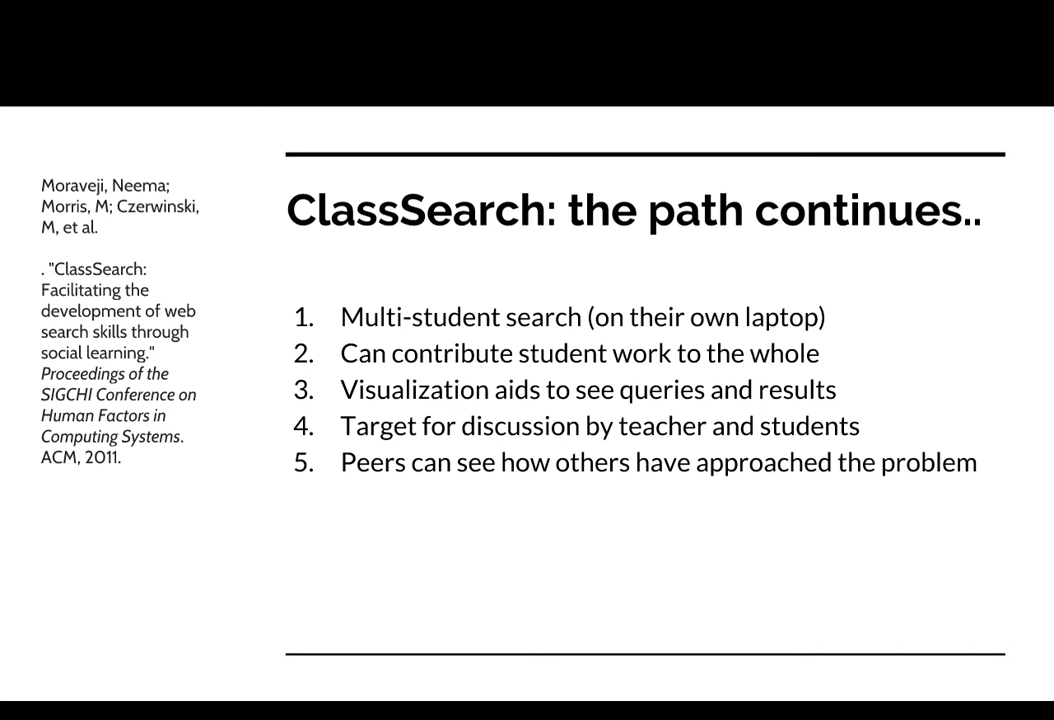 Moraveji, Neema;
Morris, M; Czerwinski,
M, et al.
. "ClassSearch:
Facilitating the
development of web
search skills through
social learning."
Proceedings of the
SIGCHI Conference on
Human Factors in
Computing Systems.
ACM, 2011.
ClassSearch: the path continues..
1. Multi-student search (on their own laptop)
2. Can contribute student work to the whole
3. Visualization aids to see queries and results
4. Target for discussion by teacher and students
5. Peers can see how others have approached the problem